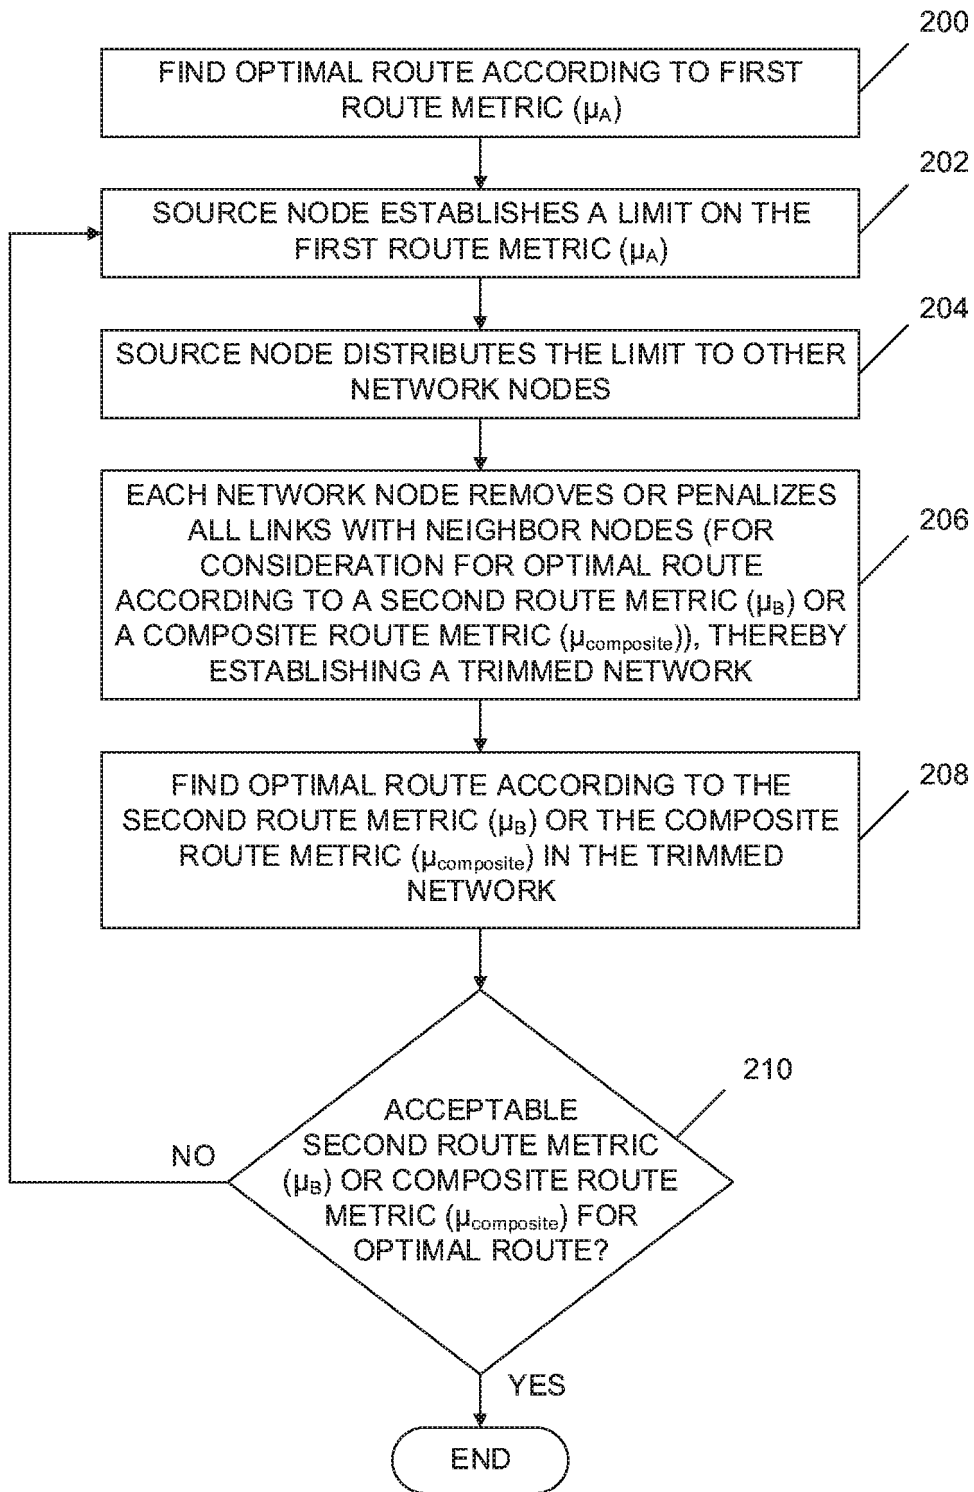 200
FIND OPTIMAL ROUTE ACCORDING TO FIRST
ROUTE METRIC (μA)
202
SOURCE NODE ESTABLISHES A LIMIT ON THE
FIRST ROUTE METRIC (μA)
204
SOURCE NODE DISTRIBUTES THE LIMIT TO OTHER
NETWORK NODES
206
EACH NETWORK NODE REMOVES OR PENALIZES
ALL LINKS WITH NEIGHBOR NODES (FOR
CONSIDERATION FOR OPTIMAL ROUTE
ACCORDING TO A SECOND ROUTE METRIC (μB) OR
A COMPOSITE ROUTE METRIC (μcomposite)), THEREBY
ESTABLISHING A TRIMMED NETWORK
208
FIND OPTIMAL ROUTE ACCORDING TO THE
SECOND ROUTE METRIC (μB) OR THE COMPOSITE
ROUTE METRIC (μcomposite) IN THE TRIMMED
NETWORK
210
ACCEPTABLE
SECOND ROUTE METRIC
(μB) OR COMPOSITE ROUTE
METRIC (μcomposite) FOR
OPTIMAL ROUTE?
NO
YES
END